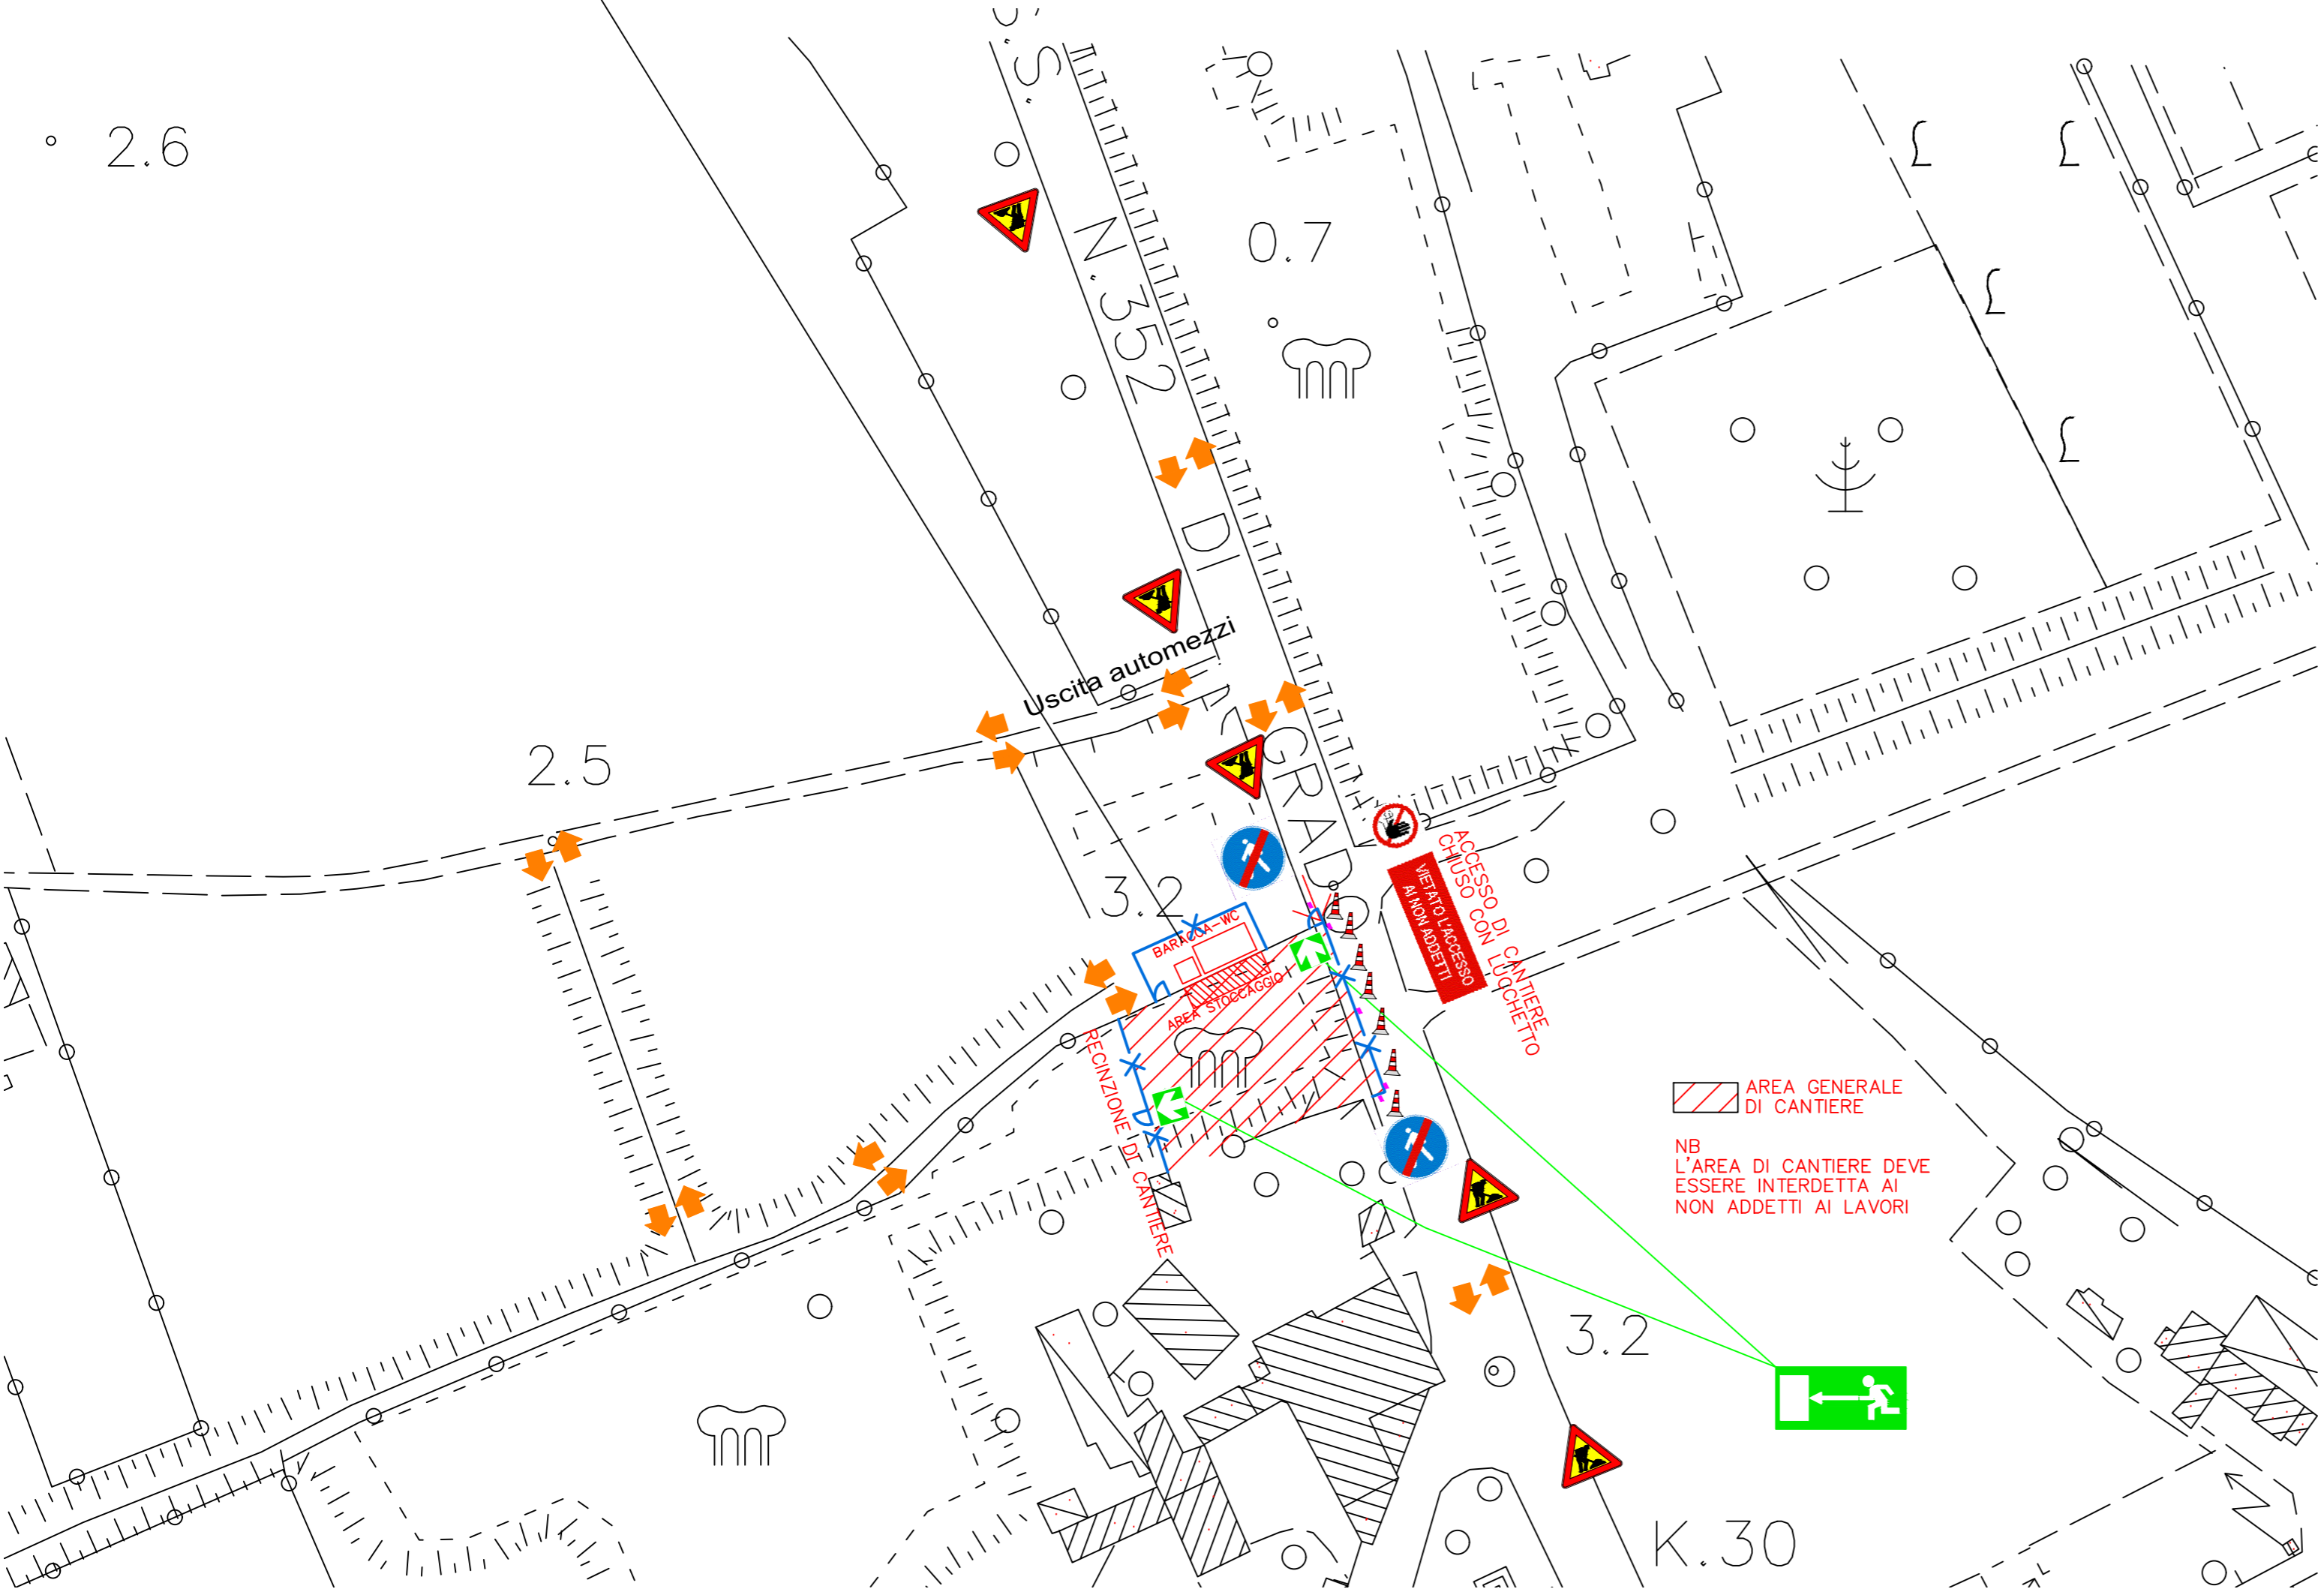 S.S.
N.352
DI
GRADO
2.6
0.7
£
£
£
£
Uscita automezzi
2.5
3.2
BARACCA-WC
AREA STOCCAGGIO
RECINZIONE DI CANTIERE
VIETATO L'ACCESSO
AI NON ADDETTI
ACCESSO DI CANTIERE
CHIUSO CON LUCCHETTO
AREA GENERALE
DI CANTIERE
NB
L'AREA DI CANTIERE DEVE
ESSERE INTERDETTA AI
NON ADDETTI AI LAVORI
3.2
K.30